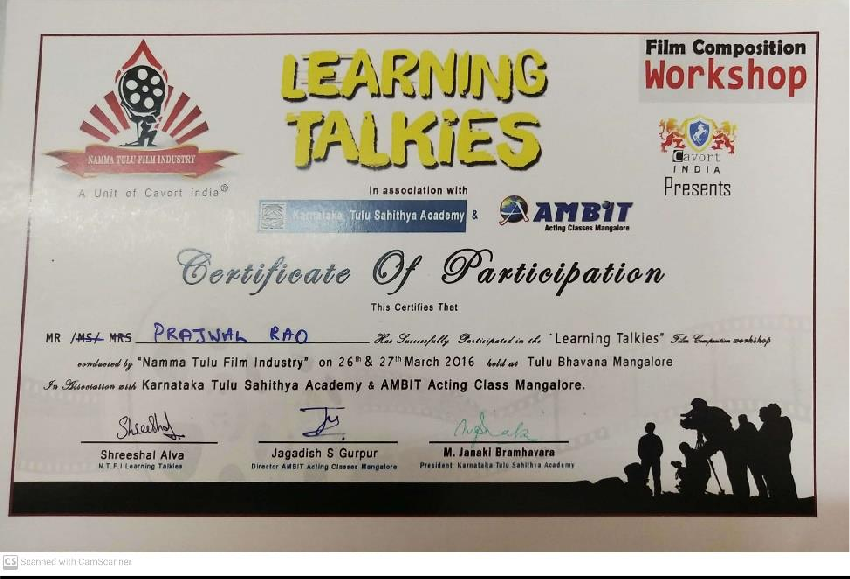 Film Composition
Workshop
LEARNING
TALKiES
NAMMA TULU FILM INDUSTRY
A Unit of Cavort India®
Cavort
INDIA
Presents
In association with
Karnataka Tulu Sahithya Academy & AMBiT
Acting Classes Mangalore
Certificate Of Participation
This Certifies That
MR /MS/ MRS PRAJWAL RAO Has Successfully Participated in the "Learning Talkies" Film Composition workshop
conducted by "Namma Tulu Film Industry" on 26th & 27th March 2016 held at Tulu Bhavana Mangalore
In Association with Karnataka Tulu Sahithya Academy & AMBIT Acting Class Mangalore.
Shreeshal Alva
N.T.F.I Learning Talkies
Jagadish S Gurpur
Director AMBIT Acting Classes Mangalore
M. Janaki Bramhavara
President Karnataka Tulu Sahithya Academy
CS Scanned with CamScanner